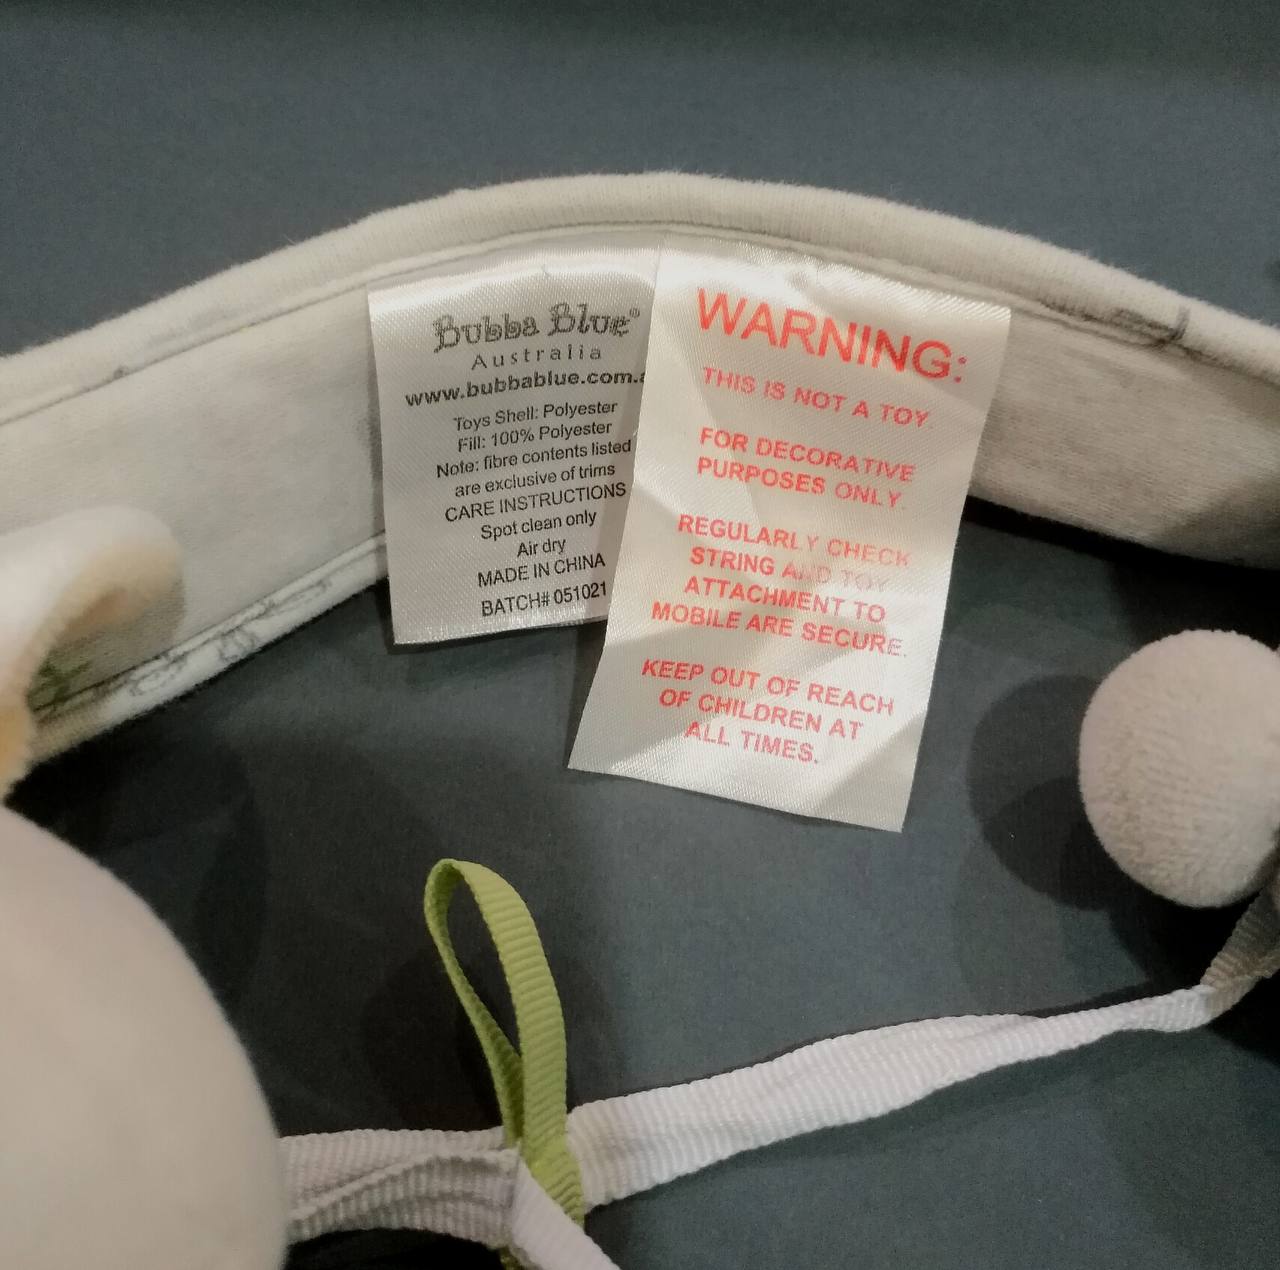 Bubba Blue®
Australia
www.bubbablue.com.a
Toys Shell: Polyester
Fill: 100% Polyester
Note: fibre contents listed
are exclusive of trims
CARE INSTRUCTIONS
Spot clean only
Air dry
MADE IN CHINA
BATCH# 051021
WARNING:
THIS IS NOT A TOY.
FOR DECORATIVE
PURPOSES ONLY.
REGULARLY CHECK
STRING AND TOY
ATTACHMENT TO
MOBILE ARE SECURE.
KEEP OUT OF REACH
OF CHILDREN AT
ALL TIMES.